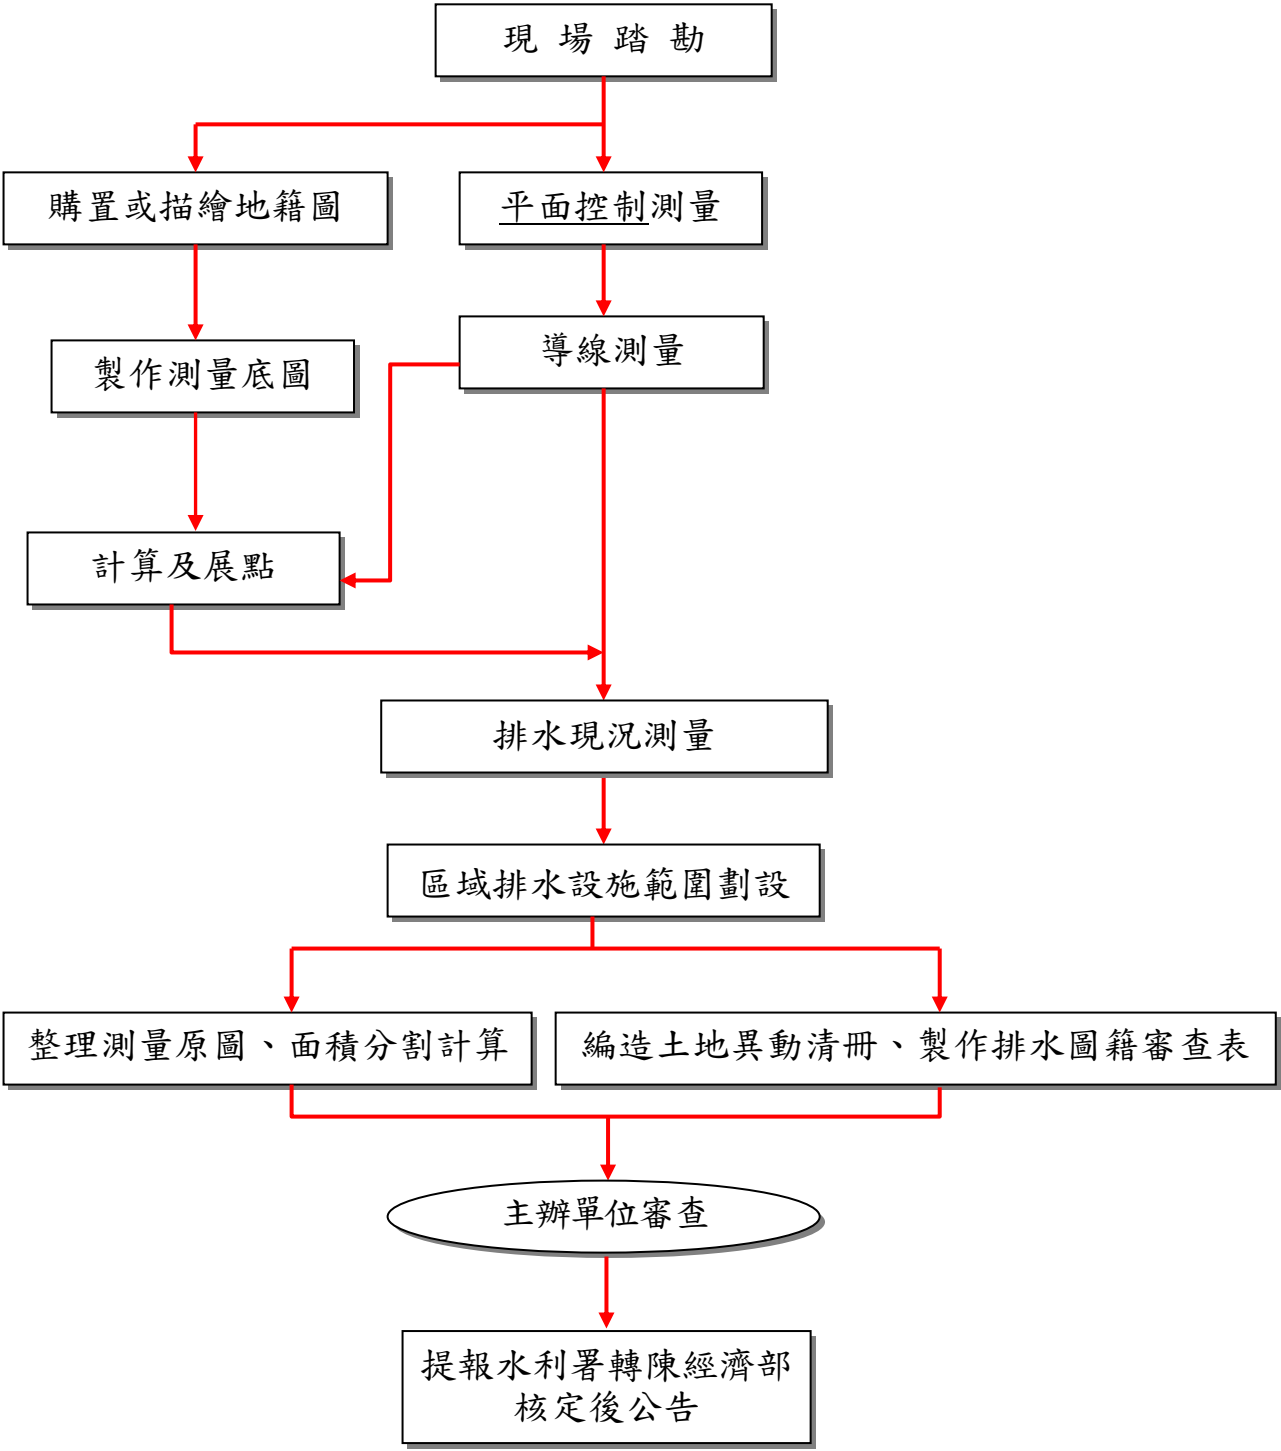 現場踏勘
購置或描繪地籍圖
平面控制測量
導線測量
製作測量底圖
計算及展點
排水現況測量
區域排水設施範圍劃設
整理測量原圖、面積分割計算
編造土地異動清冊、製作排水圖籍審查表
主辦單位審查
提報水利署轉陳經濟部
核定後公告